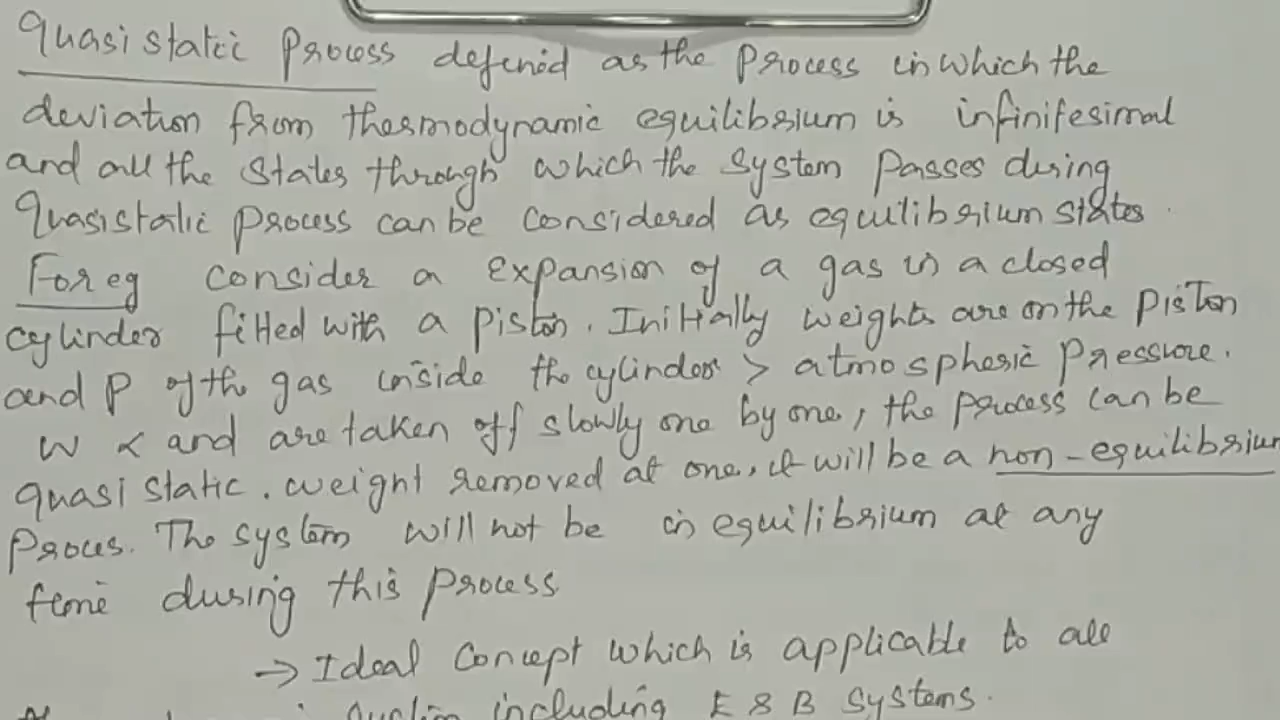 Quasistatic Process defined as the process in which the
deviation from thermodynamic equilibrium is infinitesimal
and all the states through which the system passes during
Quasistatic process can be considered as equilibrium states.
For eg consider a expansion of a gas in a closed
cylinder fitted with a piston. Initially weights are on the piston
and P of the gas inside the cylinder > atmospheric pressure.
W ∝ and are taken off slowly one by one, the process can be
quasi static. weight removed at one, it will be a non-equilibrium
Proces. The system will not be in equilibrium at any
time during this process
→ Ideal concept which is applicable to all
including E & B systems.